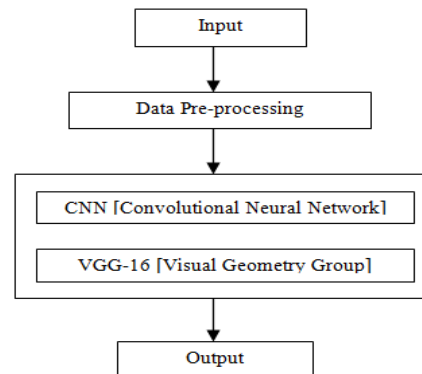 Input
Data Pre-processing
CNN [Convolutional Neural Network]
VGG-16 [Visual Geometry Group]
Output